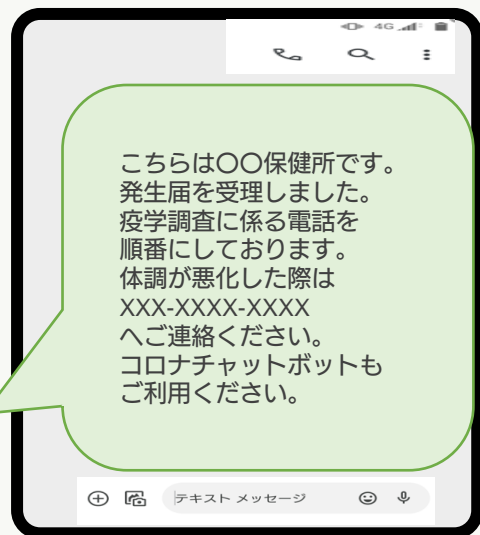 4G
こちらは〇〇保健所です。
発生届を受理しました。
疫学調査に係る電話を
順番にしております。
体調が悪化した際は
XXX-XXXX-XXXX
へご連絡ください。
コロナチャットボットも
ご利用ください。
テキスト メッセージ